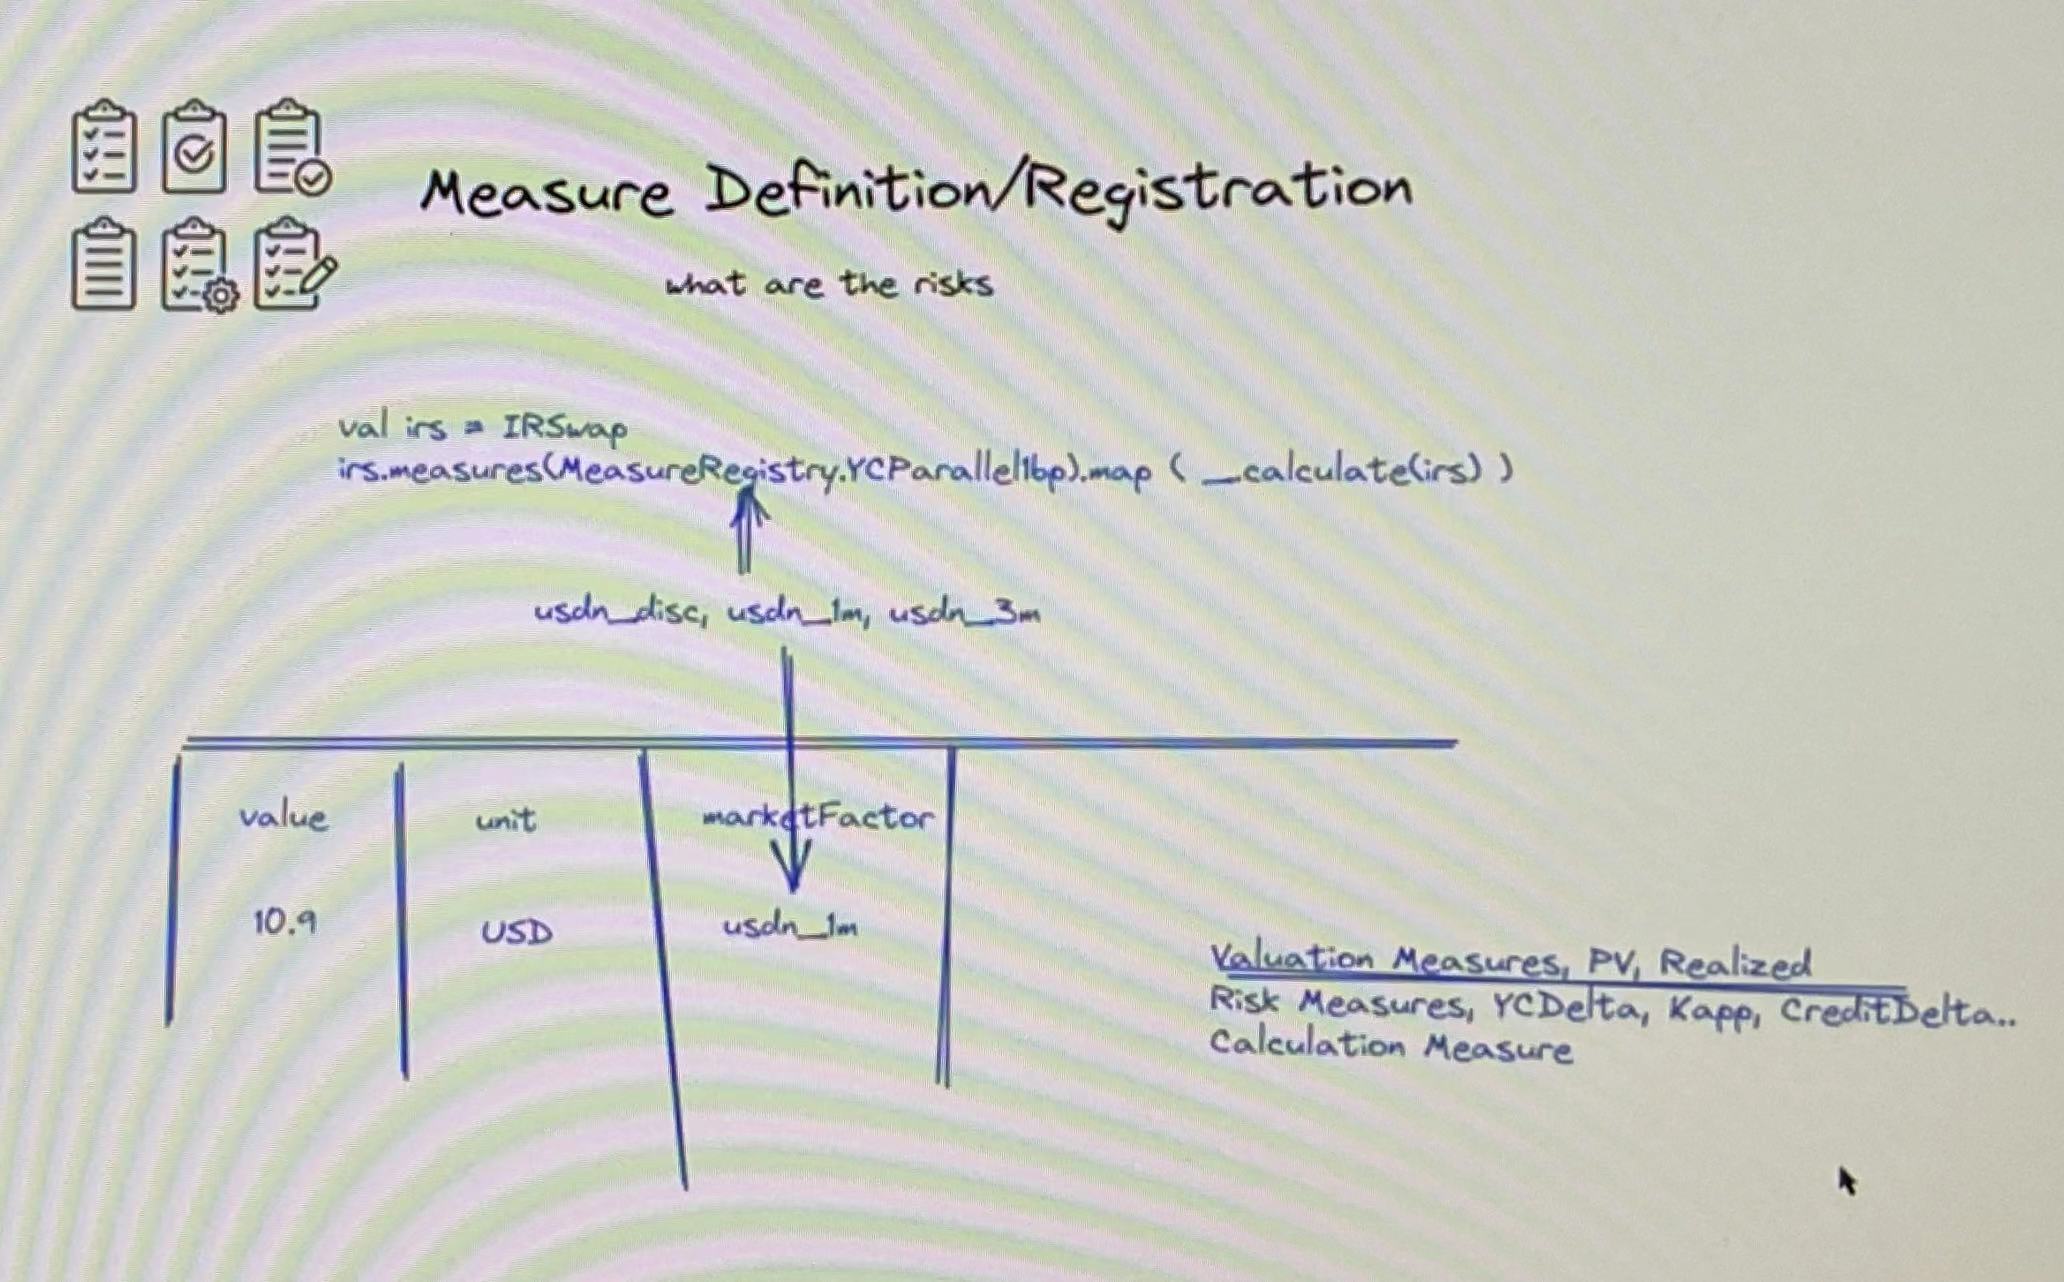 Measure Definition/Registration
what are the risks
val irs = IRSwap
irs.measures(MeasureRegistry.YCParallel1bp).map ( _calculate(irs) )
usdn_disc, usdn_1m, usdn_3m
value unit marketFactor
10.9 USD usdn_1m
Valuation Measures, PV, Realized
Risk Measures, YCDelta, Kapp, CreditDelta..
Calculation Measure